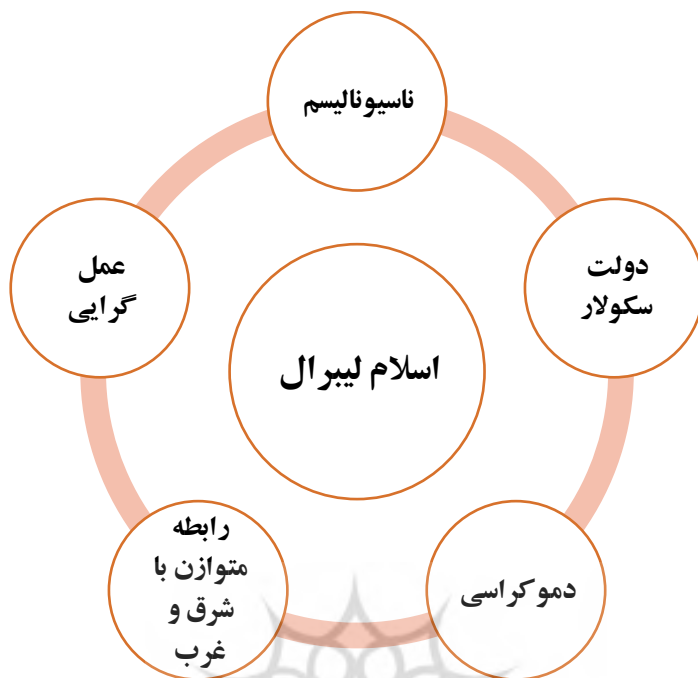 ناسیونالیسم
دولت
سکولار
دموکراسی
رابطه
متوازن با
شرق و
غرب
عمل
گرایی
اسلام لیبرال